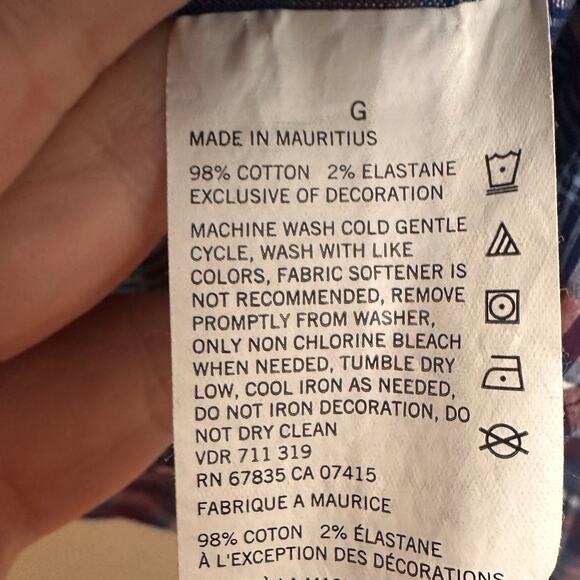 G
MADE IN MAURITIUS
98% COTTON 2% ELASTANE
EXCLUSIVE OF DECORATION
MACHINE WASH COLD GENTLE
CYCLE, WASH WITH LIKE
COLORS, FABRIC SOFTENER IS
NOT RECOMMENDED, REMOVE
PROMPTLY FROM WASHER,
ONLY NON CHLORINE BLEACH
WHEN NEEDED, TUMBLE DRY
LOW, COOL IRON AS NEEDED,
DO NOT IRON DECORATION, DO
NOT DRY CLEAN
VDR 711 319
RN 67835 CA 07415
FABRIQUE A MAURICE
98% COTON 2% ÉLASTANE
À L'EXCEPTION DES DÉCORATIONS